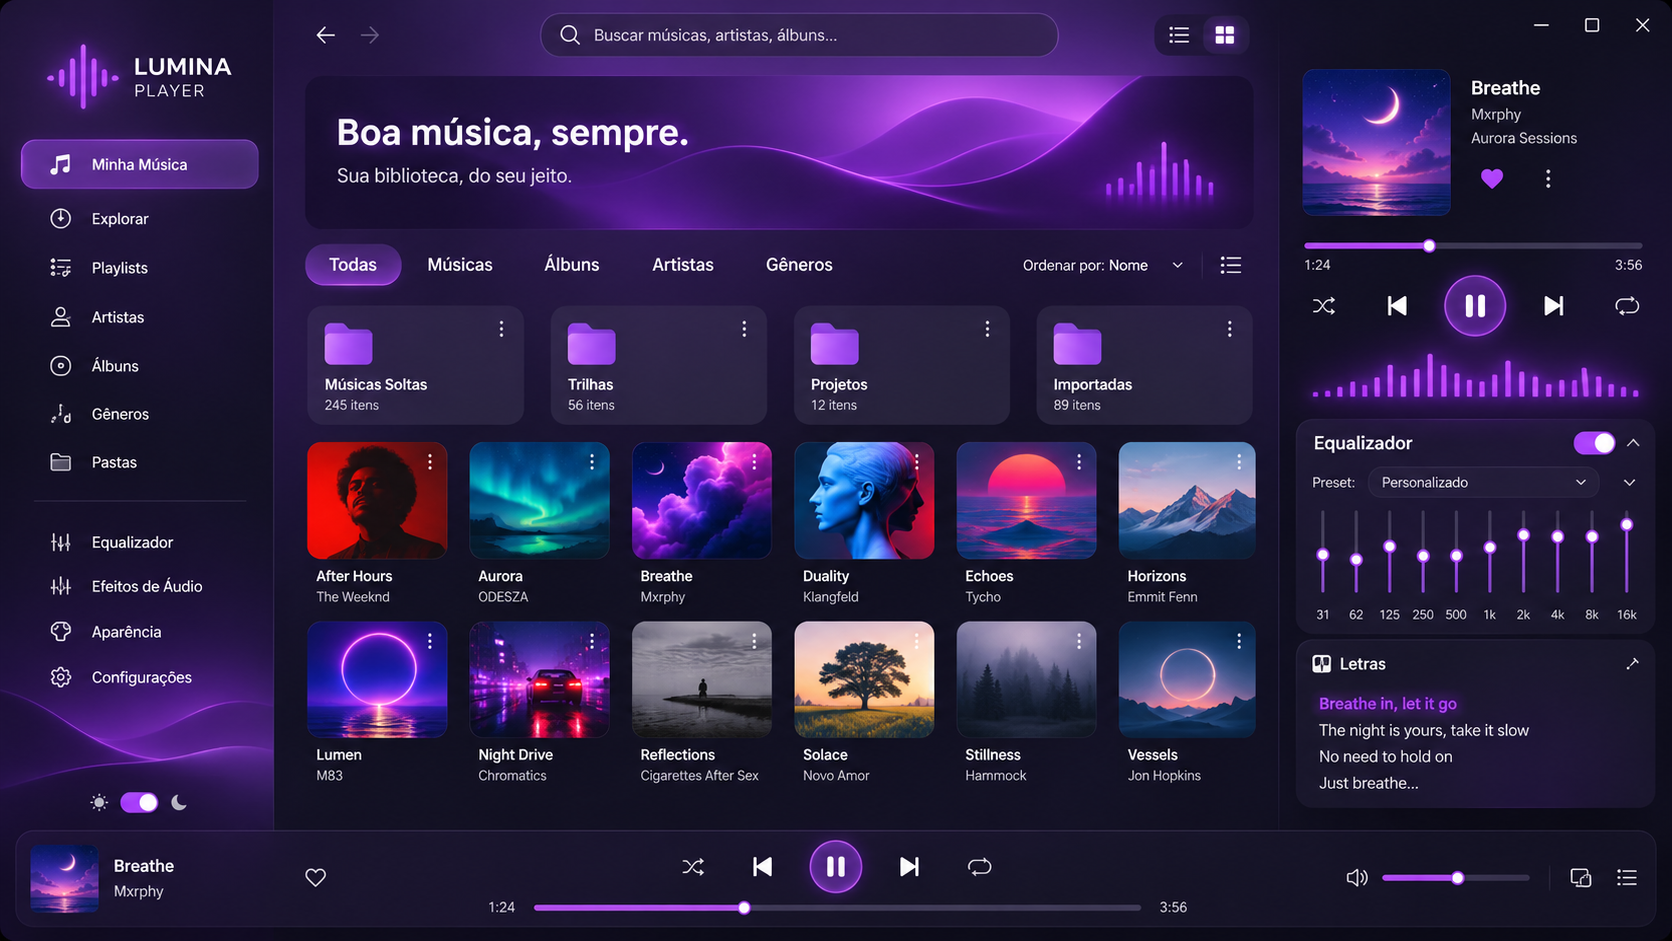 LUMINA
PLAYER
Minha Música
Explorar
Playlists
Artistas
Álbuns
Gêneros
Pastas
Equalizador
Efeitos de Áudio
Aparência
Configurações
Buscar músicas, artistas, álbuns...
Boa música, sempre.
Sua biblioteca, do seu jeito.
Todas Músicas Álbuns Artistas Gêneros Ordenar por: Nome
Músicas Soltas
245 itens
Trilhas
56 itens
Projetos
12 itens
Importadas
89 itens
After Hours
The Weeknd
Aurora
ODESZA
Breathe
Mxrphy
Duality
Klangfeld
Echoes
Tycho
Horizons
Emmit Fenn
Lumen
M83
Night Drive
Chromatics
Reflections
Cigarettes After Sex
Solace
Novo Amor
Stillness
Hammock
Vessels
Jon Hopkins
Breathe
Mxrphy
Aurora Sessions
1:24 3:56
Equalizador
Preset: Personalizado
31 62 125 250 500 1k 2k 4k 8k 16k
Letras
Breathe in, let it go
The night is yours, take it slow
No need to hold on
Just breathe...
Breathe
Mxrphy
1:24 3:56